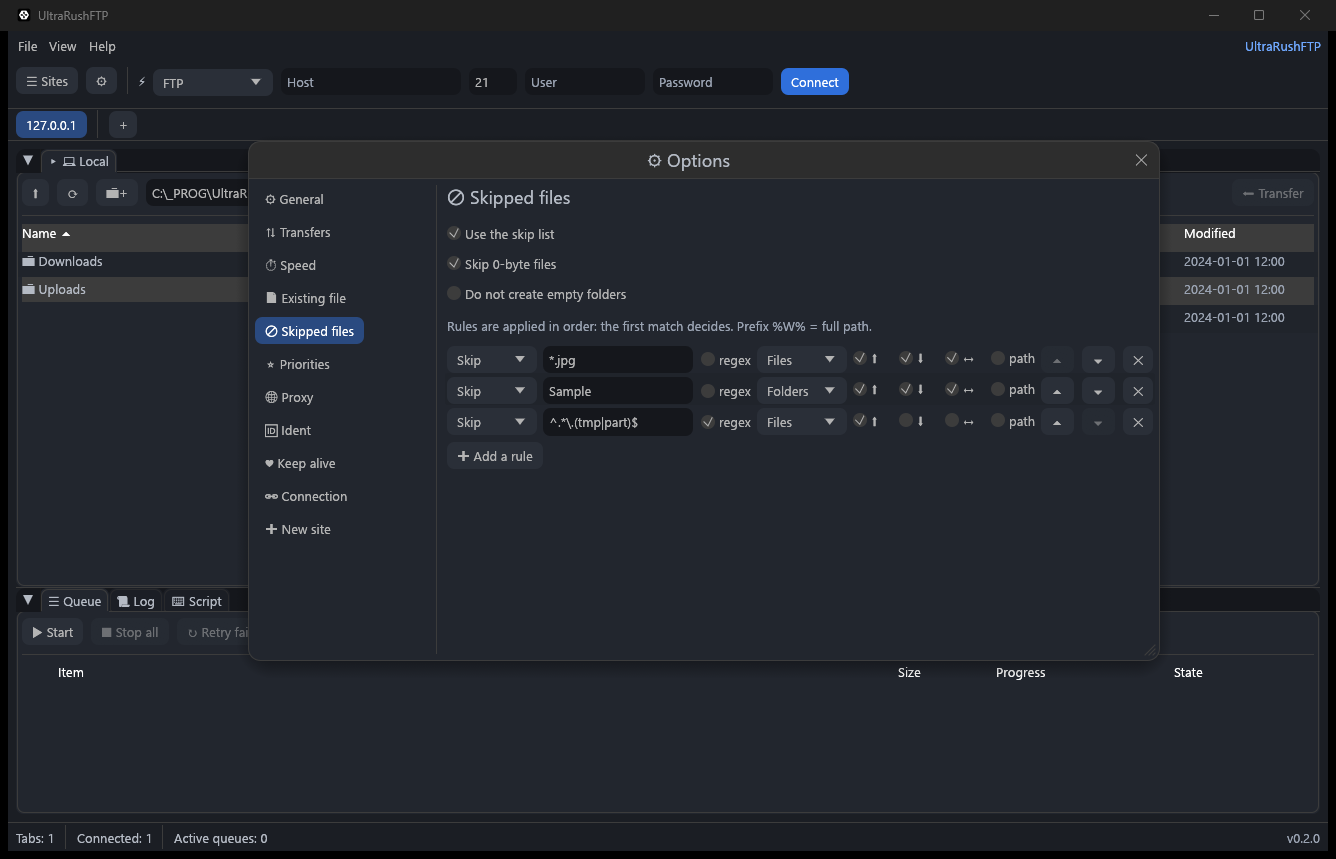 UltraRushFTP
File View Help UltraRushFTP
Sites FTP Host 21 User Password Connect
127.0.0.1 +
Local
C:\_PROG\UltraR Transfer
Name Modified
Downloads 2024-01-01 12:00
Uploads 2024-01-01 12:00
2024-01-01 12:00
Options
General
Transfers
Speed
Existing file
Skipped files
Priorities
Proxy
ID Ident
Keep alive
Connection
New site
Skipped files
Use the skip list
Skip 0-byte files
Do not create empty folders
Rules are applied in order: the first match decides. Prefix %W% = full path.
Skip *.jpg regex Files path
Skip Sample regex Folders path
Skip ^.*\.(tmp|part)$ regex Files path
Add a rule
Queue Log Script
Start Stop all Retry fai
Item Size Progress State
Tabs: 1 Connected: 1 Active queues: 0 v0.2.0